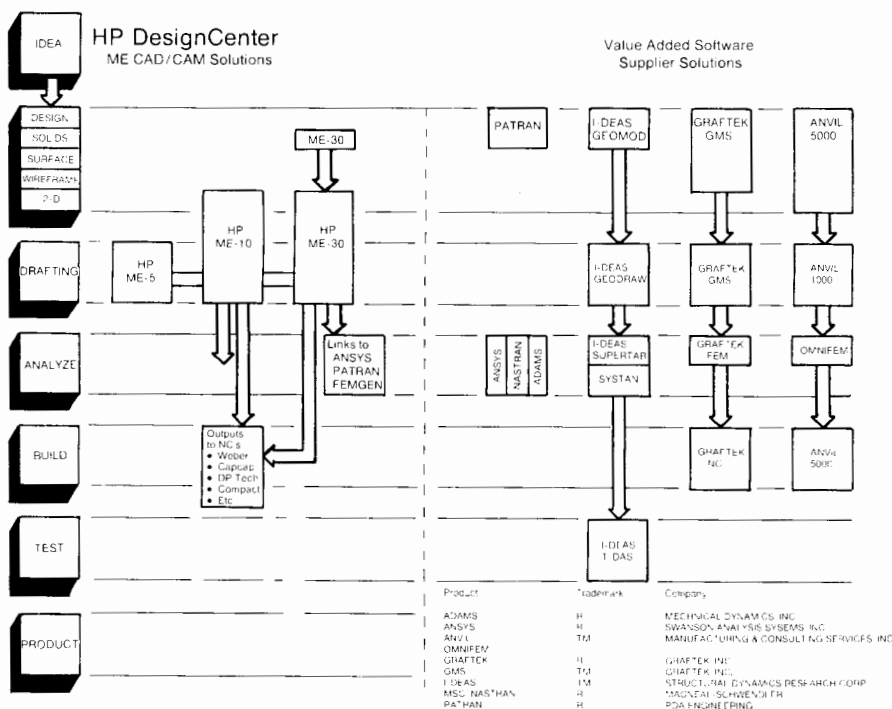 IDEA
HP DesignCenter
ME CAD/CAM Solutions
Value Added Software
Supplier Solutions
DESIGN
SOLIDS
SURFACE
WIREFRAME
2-D
ME-30
PATRAN
I-DEAS
GEOMOD
GRAFTEK
GMS
ANVIL
5000
HP
ME-10
HP
ME-30
DRAFTING
HP
ME-5
I-DEAS
GEODRAW
GRAFTEK
GMS
ANVIL
1000
ANALYZE
Links to
ANSYS
PATRAN
FEMGEN
ANSYS
NASTRAN
ADAMS
I-DEAS
SUPERTAB
SYSTAN
GRAFTEK
FEM
OMNIFEM
BUILD
Outputs
to NC's
• Weber
• Capcap
• DP Tech
• Compact
• Etc
GRAFTEK
NC
ANVIL
5000
TEST
I-DEAS
T-DAS
PRODUCT
Product Trademark Company
ADAMS R MECHNICAL DYNAMICS INC
ANSYS R SWANSON ANALYSIS SYSEMS INC
ANVIL TM MANUFACTURING & CONSULTING SERVICES INC
OMNIFEM
GRAFTEK R GRAFTEK INC
GMS TM GRAFTEK INC
I-DEAS TM STRUCTURAL DYNAMICS RESEARCH CORP
MSC NASTRAN R MACNEAL-SCHWENDLER
PATRAN R PDA ENGINEERING